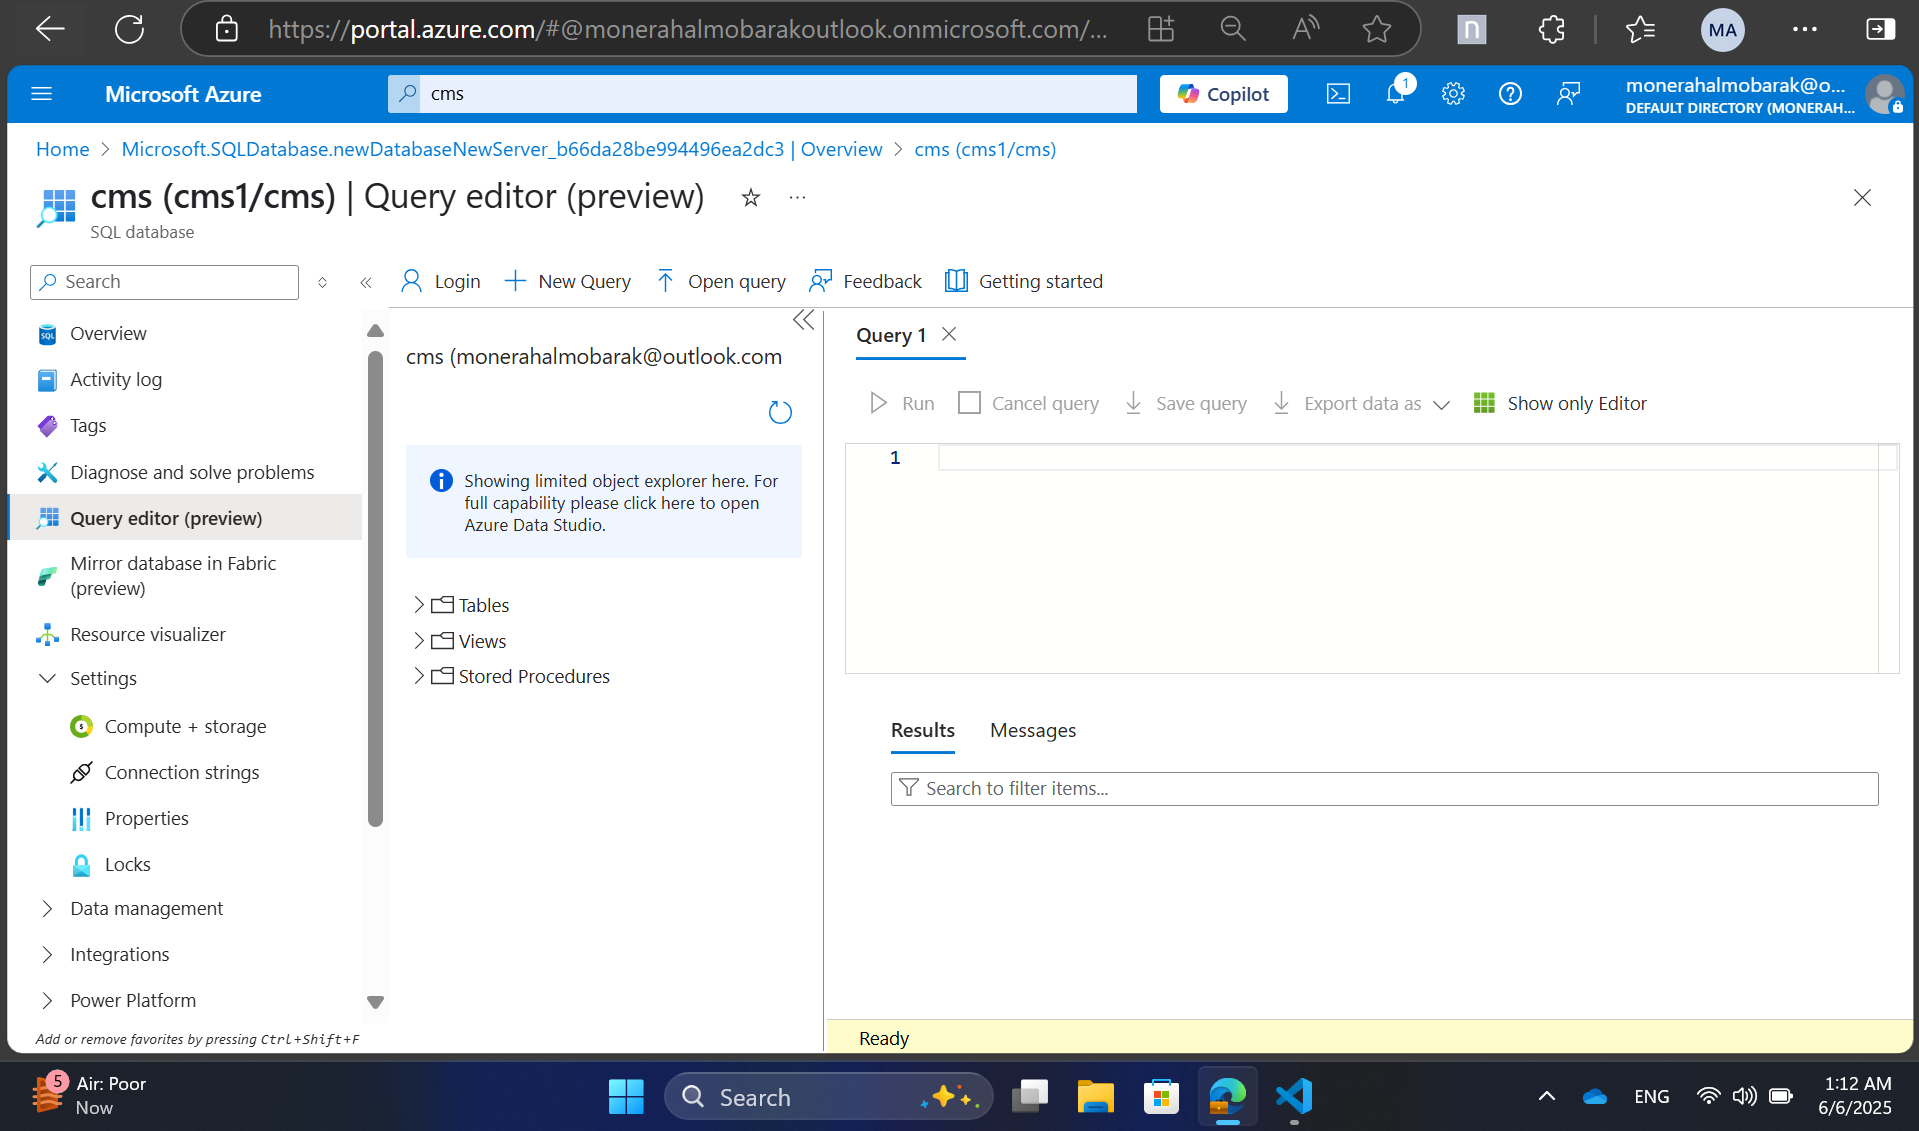 https://portal.azure.com/#@monerahalmobarakoutlook.onmicrosoft.com/...
n
MA
Microsoft Azure
cms
Copilot
1
monerahalmobarak@o...
DEFAULT DIRECTORY (MONERAH...
Home > Microsoft.SQLDatabase.newDatabaseNewServer_b66da28be994496ea2dc3 | Overview > cms (cms1/cms)
cms (cms1/cms) | Query editor (preview)
SQL database
Search
Login
New Query
Open query
Feedback
Getting started
Overview
Activity log
Tags
Diagnose and solve problems
Query editor (preview)
Mirror database in Fabric
(preview)
Resource visualizer
Settings
Compute + storage
Connection strings
Properties
Locks
Data management
Integrations
Power Platform
Add or remove favorites by pressing Ctrl+Shift+F
cms (monerahalmobarak@outlook.com
Showing limited object explorer here. For
full capability please click here to open
Azure Data Studio.
Tables
Views
Stored Procedures
Query 1
Run
Cancel query
Save query
Export data as
Show only Editor
1
Results
Messages
Search to filter items...
Ready
5
Air: Poor
Now
Search
ENG
1:12 AM
6/6/2025